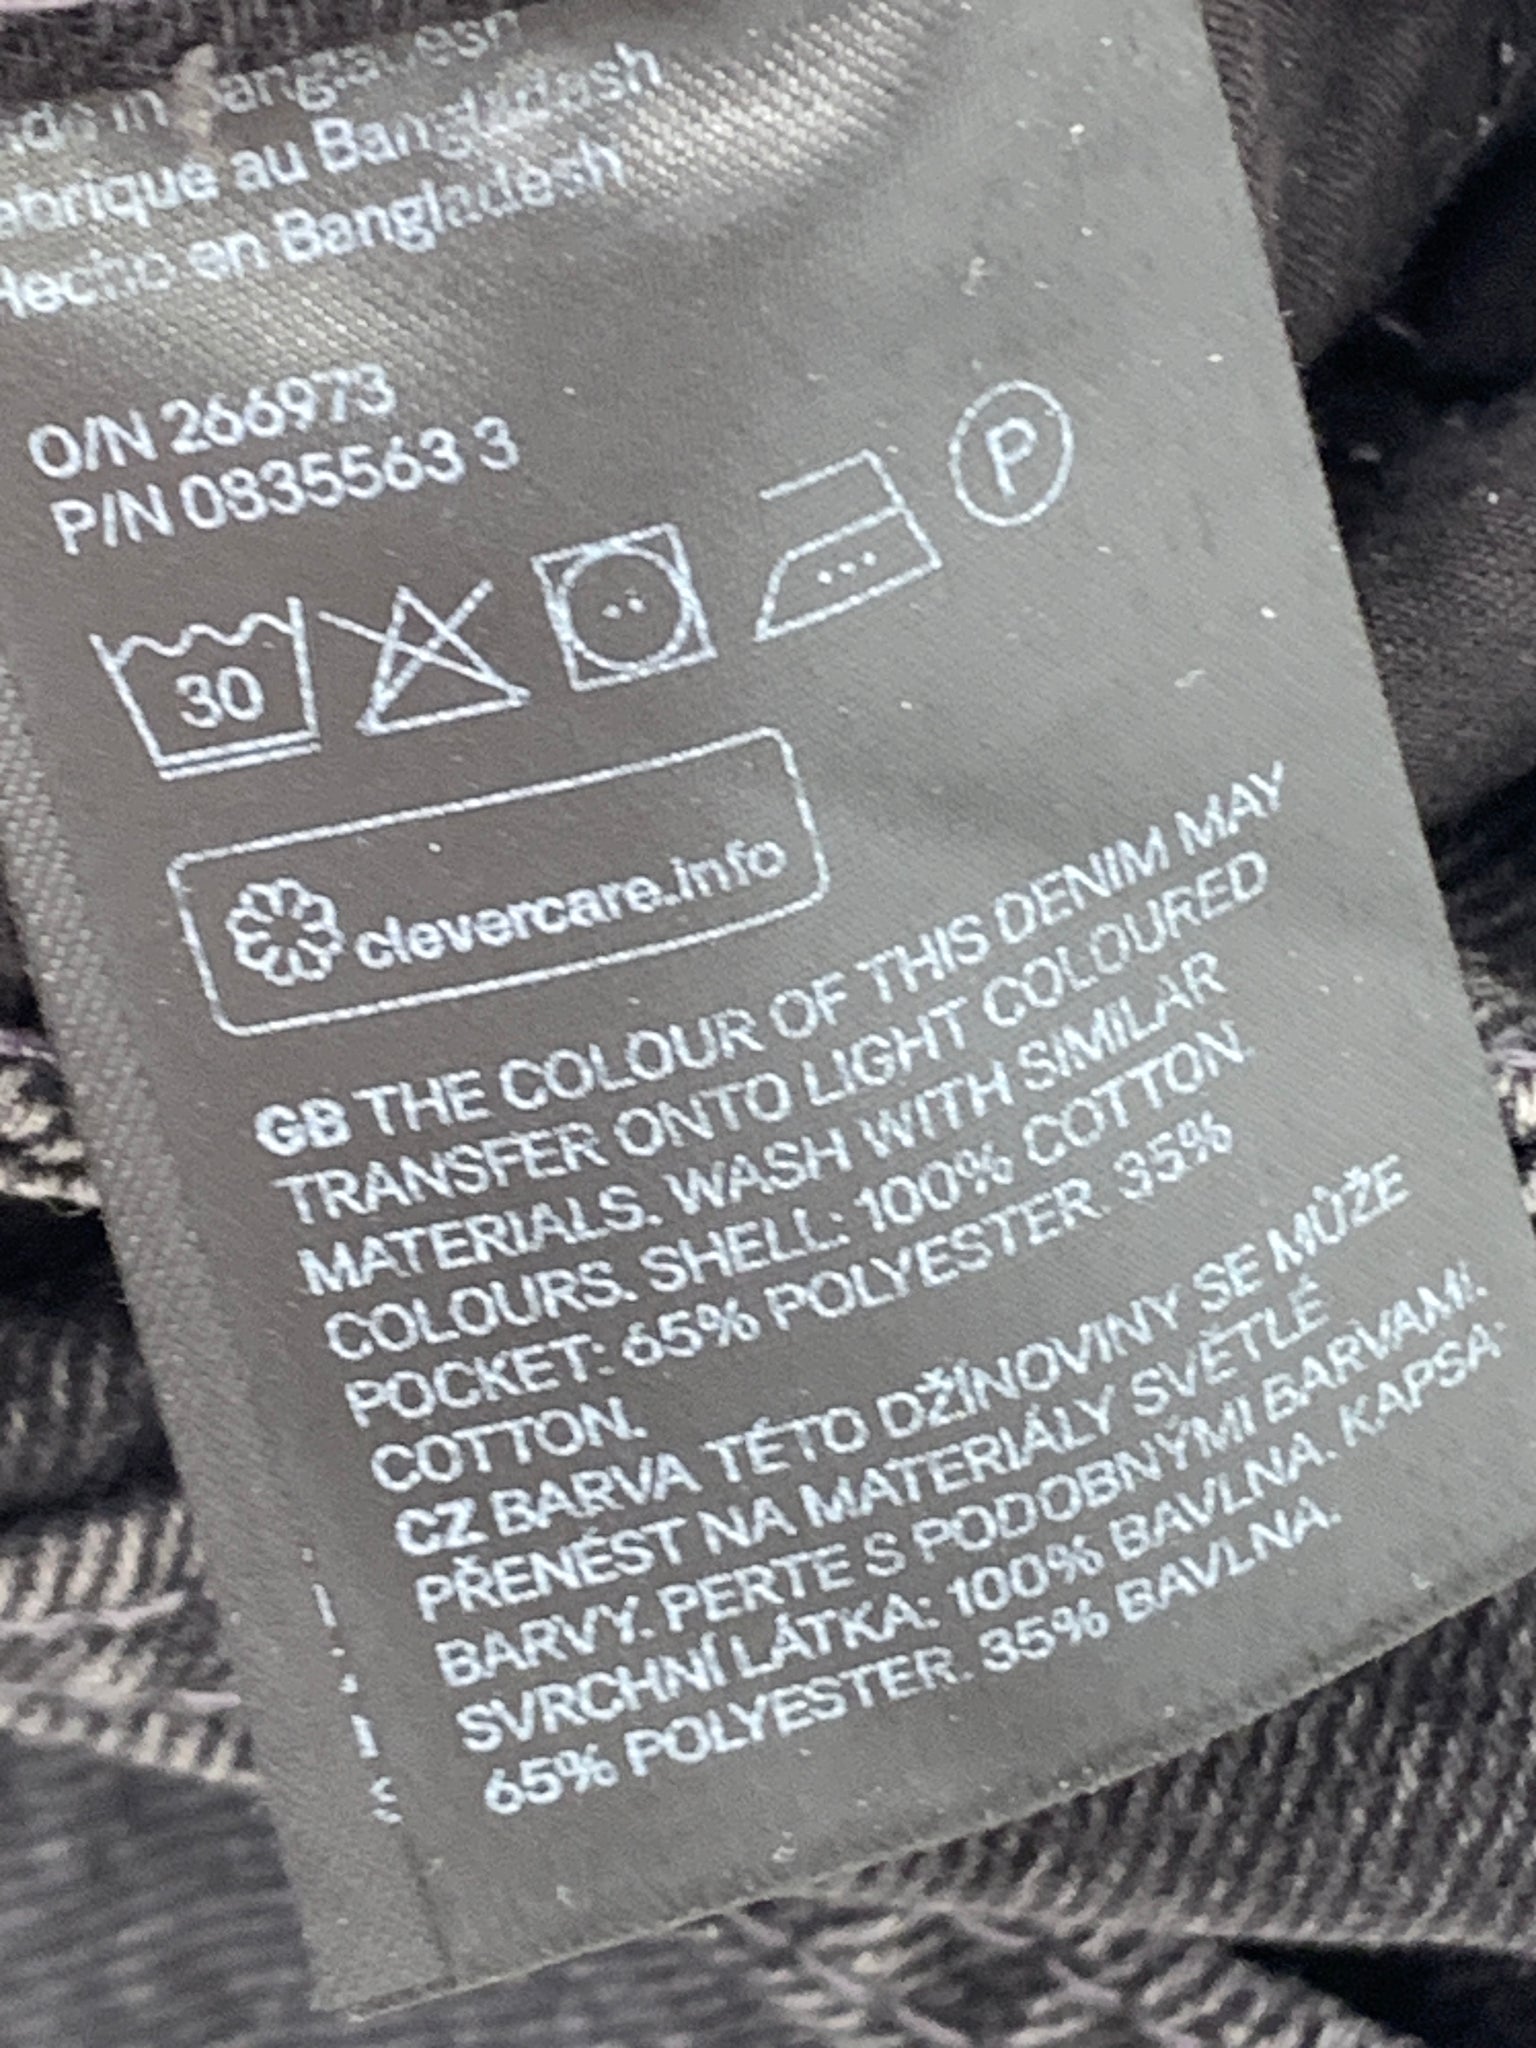 in Bangladesh
au Bangladesh
Hecho en Bangladesh
O/N 266973
P/N 0835563 3
30
P
clevercare.info
GB THE COLOUR OF THIS DENIM MAY
TRANSFER ONTO LIGHT COLOURED
MATERIALS. WASH WITH SIMILAR
COLOURS. SHELL: 100% COTTON.
POCKET: 65% POLYESTER. 35%
COTTON.
CZ BARVA TÉTO DŽÍNOVINY SE MŮŽE
PŘENÉST NA MATERIÁLY SVĚTLÉ
BARVY. PERTE S PODOBNÝMI BARVAMI.
SVRCHNÍ LÁTKA: 100% BAVLNA. KAPSA:
65% POLYESTER. 35% BAVLNA.